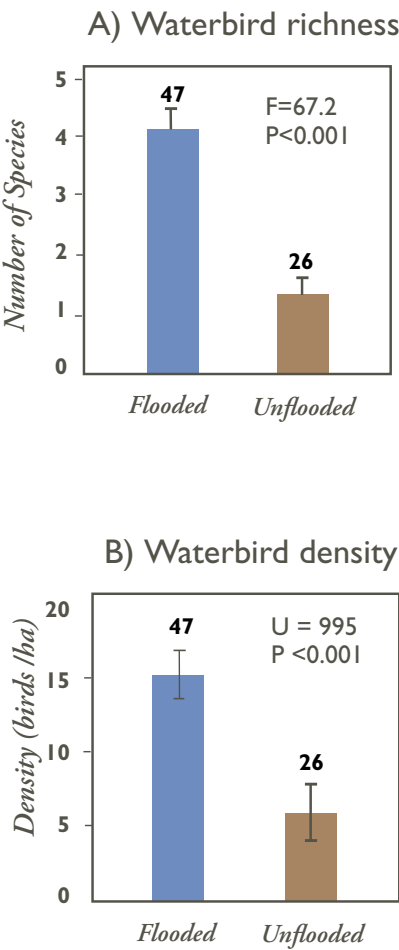 A) Waterbird richness
Number of Species
5
4
3
2
1
0
47
F=67.2
P<0.001
26
Flooded Unflooded
B) Waterbird density
Density (birds /ha)
20
15
10
5
0
47
U = 995
P <0.001
26
Flooded Unflooded